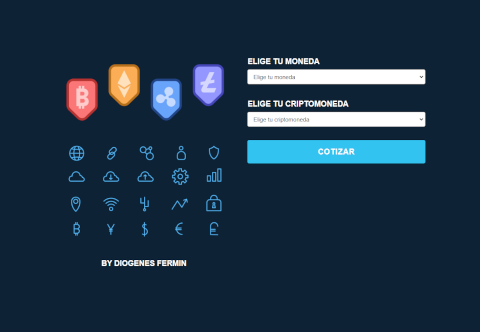 ELIGE TU MONEDA
Elige tu moneda
ELIGE TU CRIPTOMONEDA
Elige tu criptomoneda
COTIZAR
BY DIOGENES FERMIN